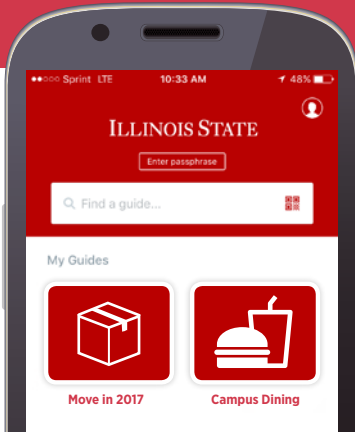 Sprint LTE 10:33 AM 48%
ILLINOIS STATE
Enter passphrase
Find a guide...
My Guides
Move in 2017 Campus Dining